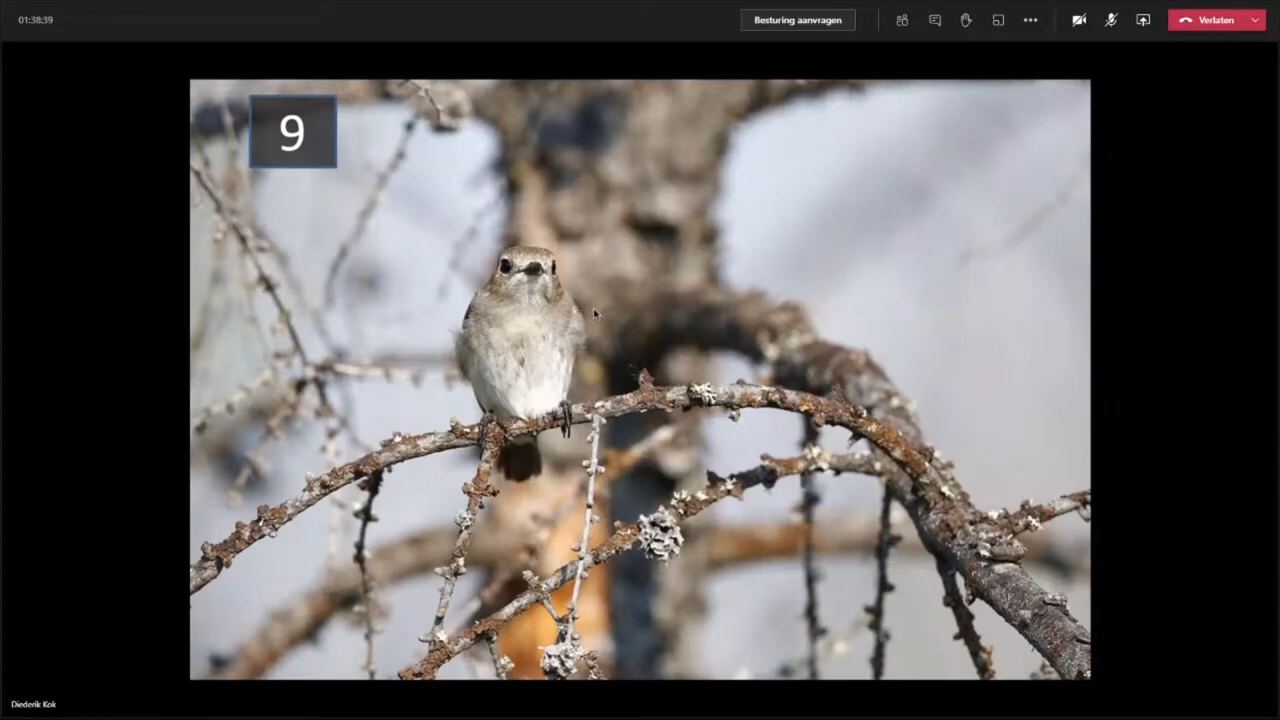 01:38:39
Besturing aanvragen
Verlaten
9
Diederik Kok